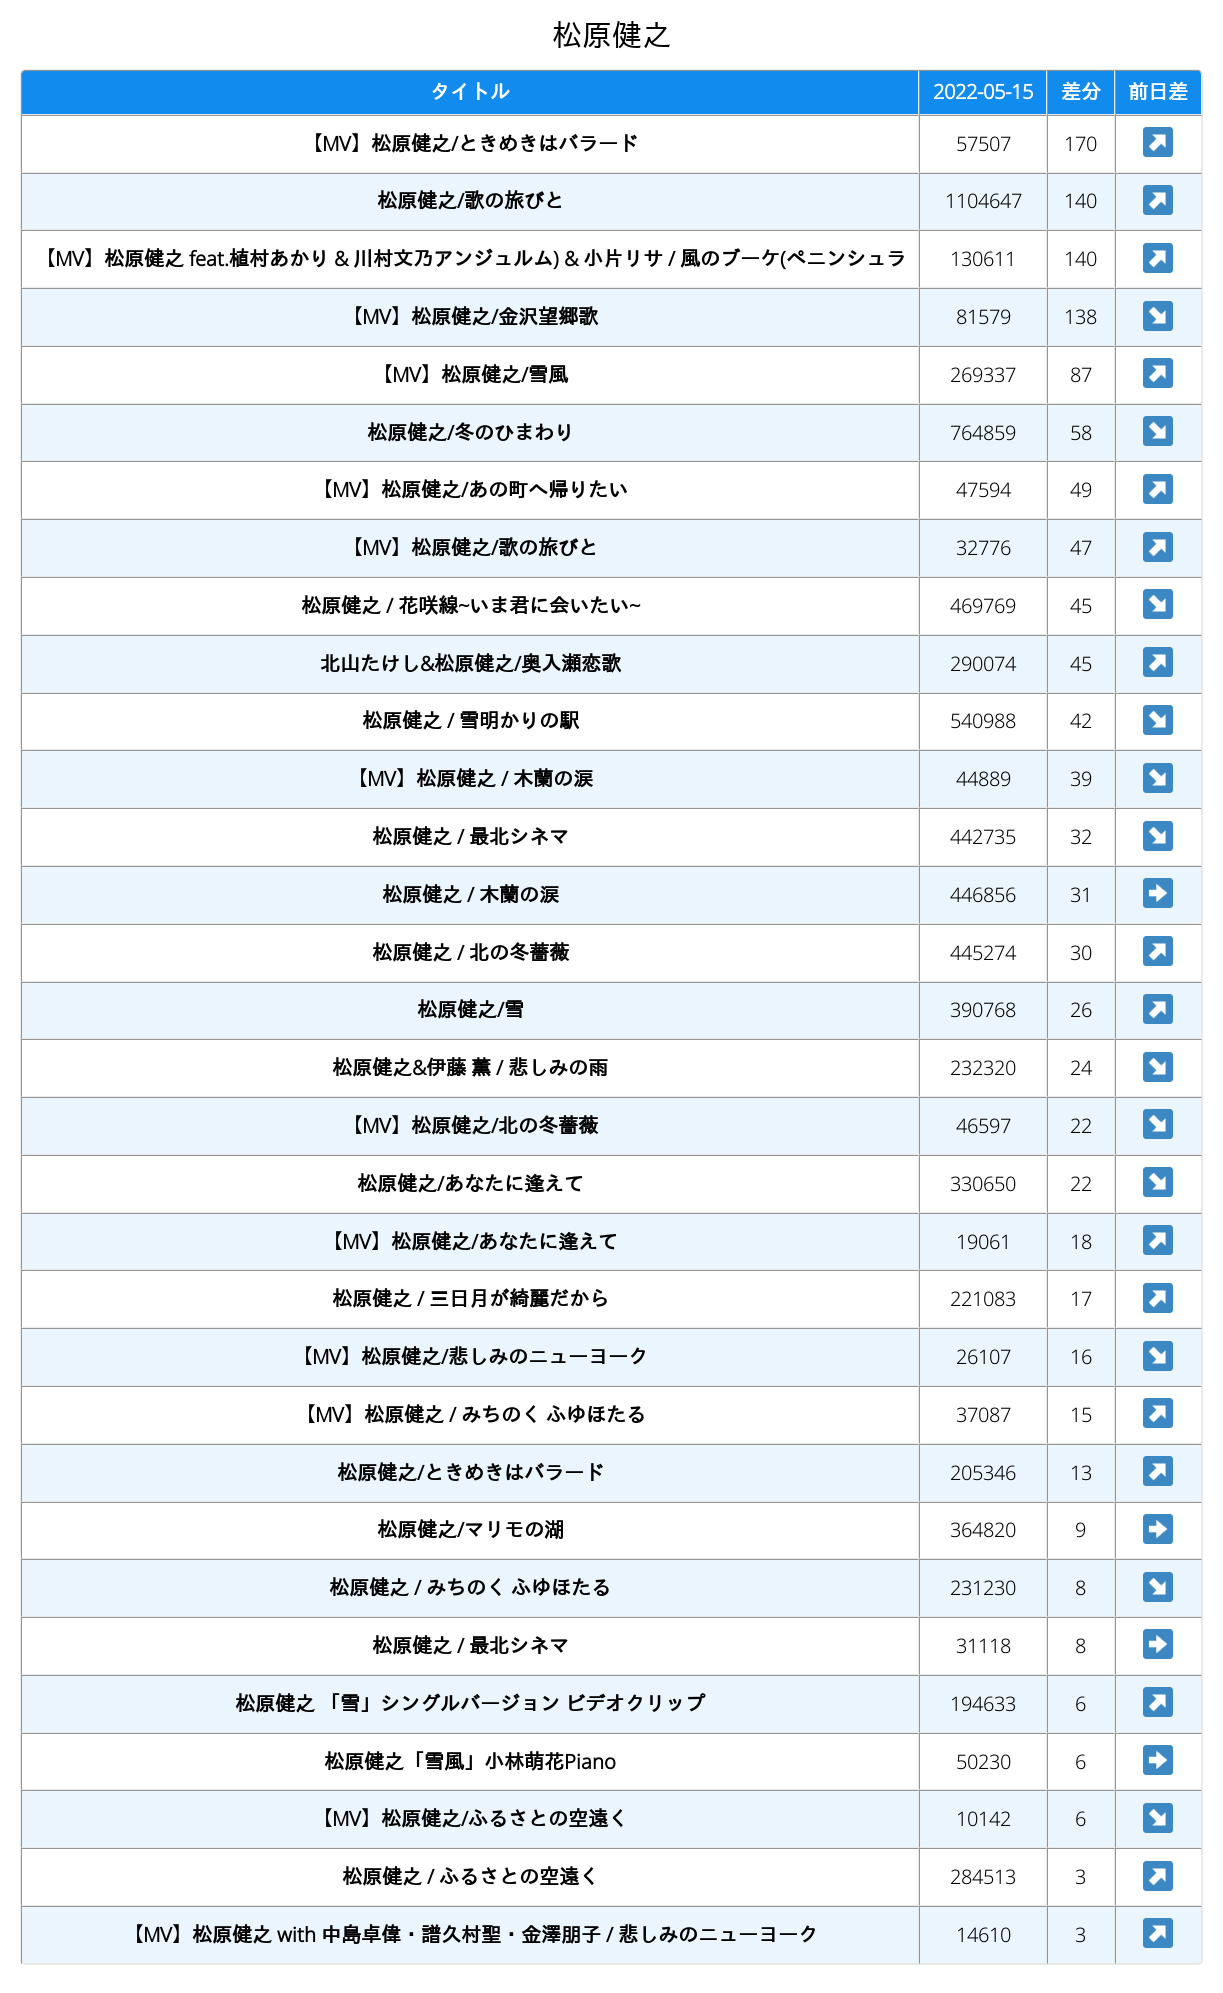 松原健之
タイトル 2022-05-15 差分 前日差
【MV】松原健之/ときめきはバラード 57507 170 ↗
松原健之/歌の旅びと 1104647 140 ↗
【MV】松原健之 feat.植村あかり & 川村文乃アンジュルム) & 小片リサ / 風のブーケ(ペニンシュラ 130611 140 ↗
【MV】松原健之/金沢望郷歌 81579 138 ↘
【MV】松原健之/雪風 269337 87 ↗
松原健之/冬のひまわり 764859 58 ↘
【MV】松原健之/あの町へ帰りたい 47594 49 ↗
【MV】松原健之/歌の旅びと 32776 47 ↗
松原健之 / 花咲線~いま君に会いたい~ 469769 45 ↘
北山たけし&松原健之/奥入瀬恋歌 290074 45 ↗
松原健之 / 雪明かりの駅 540988 42 ↘
【MV】松原健之 / 木蘭の涙 44889 39 ↘
松原健之 / 最北シネマ 442735 32 ↘
松原健之 / 木蘭の涙 446856 31 ➡
松原健之 / 北の冬薔薇 445274 30 ↗
松原健之/雪 390768 26 ↗
松原健之&伊藤 薫 / 悲しみの雨 232320 24 ↘
【MV】松原健之/北の冬薔薇 46597 22 ↘
松原健之/あなたに逢えて 330650 22 ↘
【MV】松原健之/あなたに逢えて 19061 18 ↗
松原健之 / 三日月が綺麗だから 221083 17 ↗
【MV】松原健之/悲しみのニューヨーク 26107 16 ↘
【MV】松原健之 / みちのく ふゆほたる 37087 15 ↗
松原健之/ときめきはバラード 205346 13 ↗
松原健之/マリモの湖 364820 9 ➡
松原健之 / みちのく ふゆほたる 231230 8 ↘
松原健之 / 最北シネマ 31118 8 ➡
松原健之 「雪」シングルバージョン ビデオクリップ 194633 6 ↗
松原健之「雪風」小林萌花Piano 50230 6 ➡
【MV】松原健之/ふるさとの空遠く 10142 6 ↘
松原健之 / ふるさとの空遠く 284513 3 ↗
【MV】松原健之 with 中島卓偉・譜久村聖・金澤朋子 / 悲しみのニューヨーク 14610 3 ↗